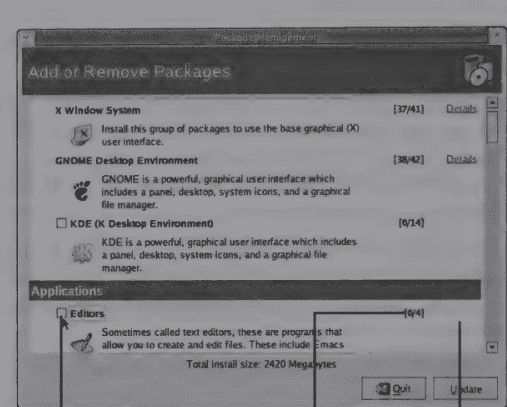 Package Management
Add or Remove Packages
X Window System [37/41] Details
Install this group of packages to use the base graphical (X)
user interface.
GNOME Desktop Environment [38/42] Details
GNOME is a powerful, graphical user interface which
includes a panel, desktop, system icons, and a graphical
file manager.
KDE (K Desktop Environment) [0/14]
KDE is a powerful, graphical user interface which includes
a panel, desktop, system icons, and a graphical file
manager.
Applications
Editors [0/4]
Sometimes called text editors, these are programs that
allow you to create and edit files. These include Emacs
Total install size: 2420 Megabytes
Quit Update